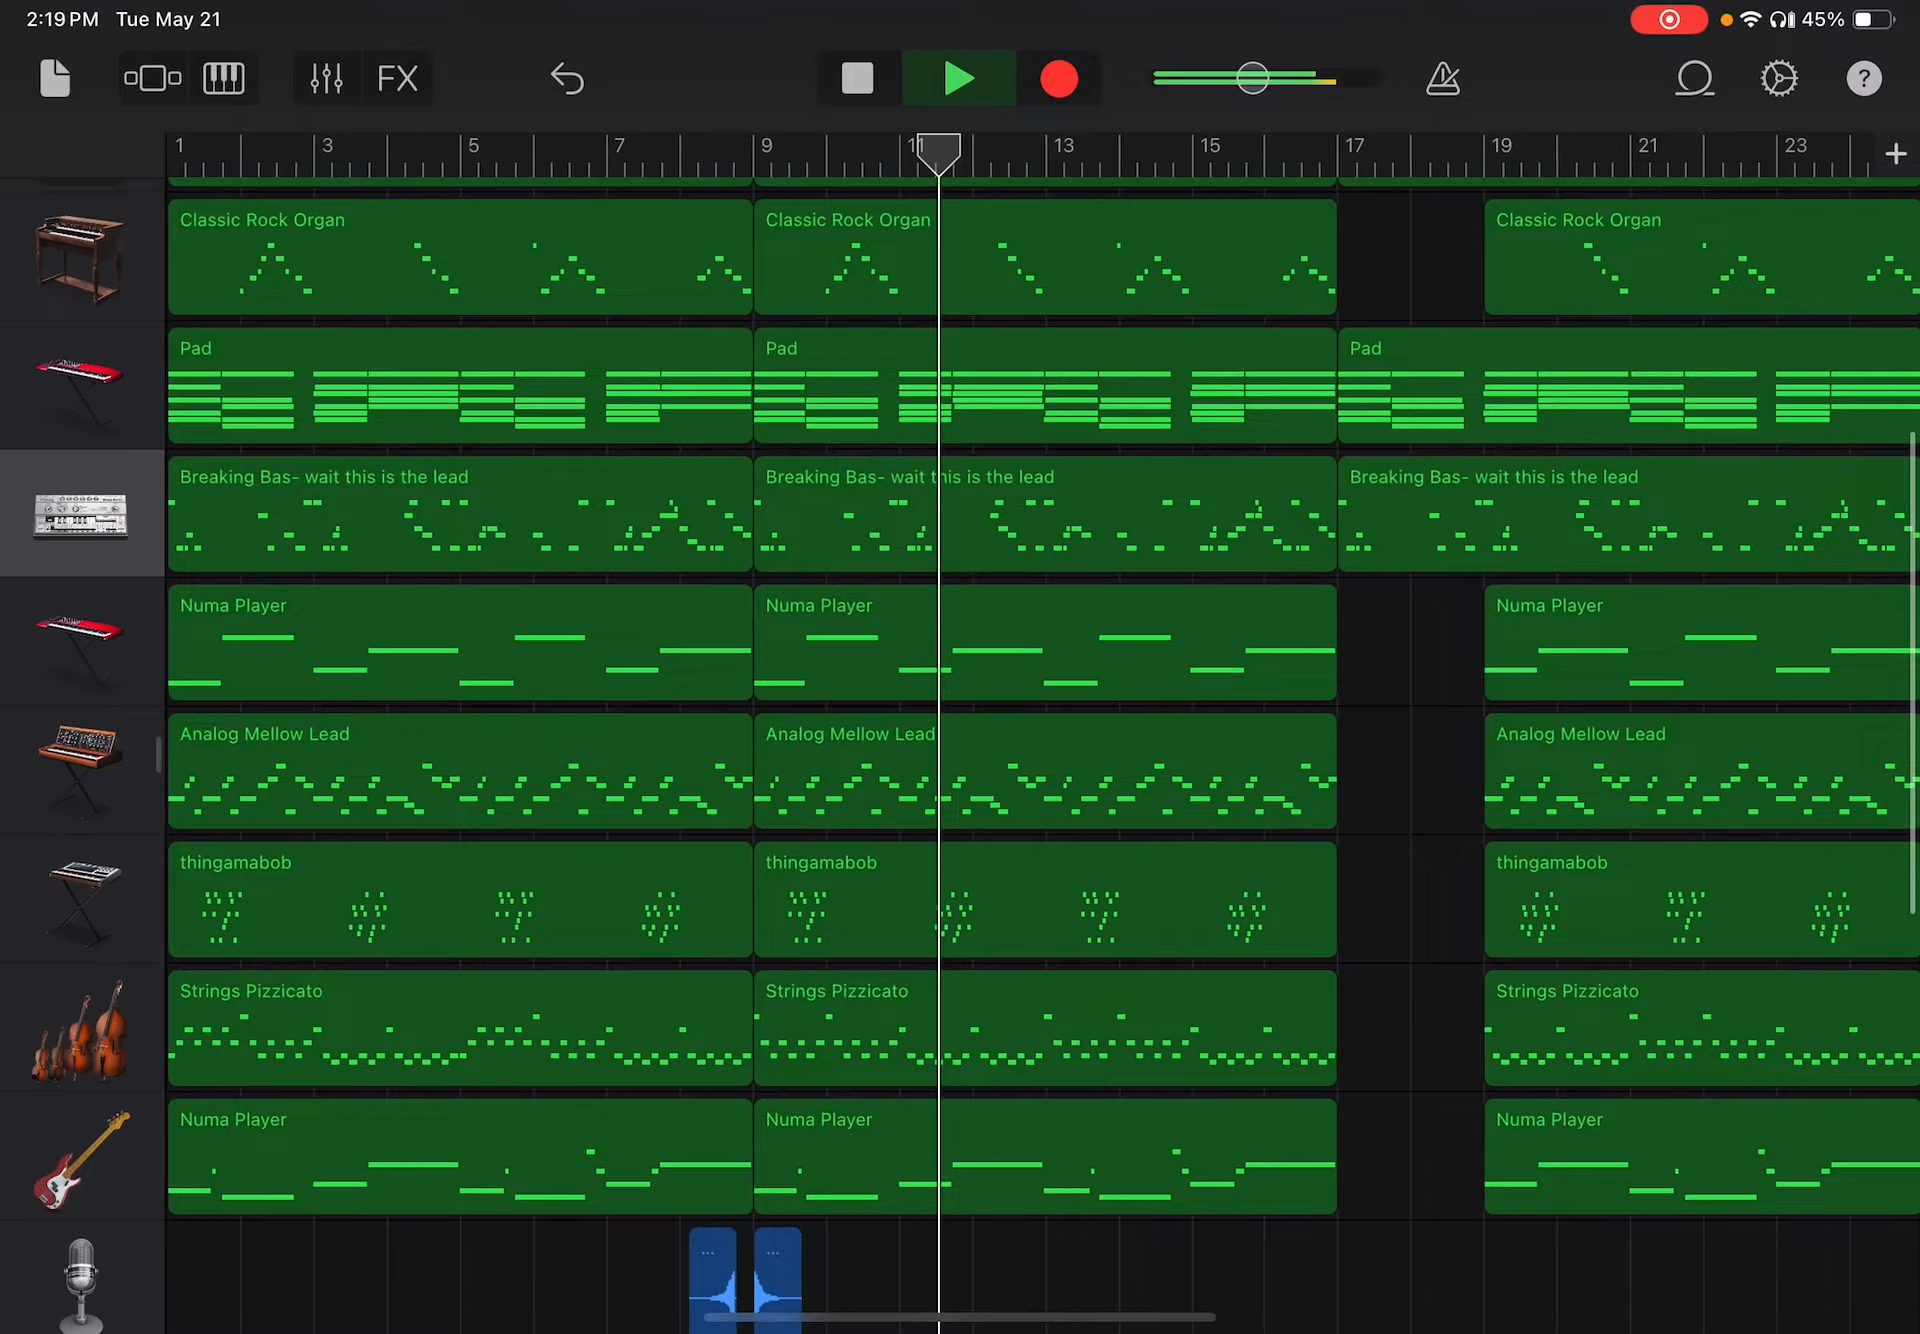 2:19 PM Tue May 21 45%
FX ?
1 3 5 7 9 11 13 15 17 19 21 23 +
Classic Rock Organ Classic Rock Organ Classic Rock Organ
Pad Pad Pad
Breaking Bas- wait this is the lead Breaking Bas- wait this is the lead Breaking Bas- wait this is the lead
Numa Player Numa Player Numa Player
Analog Mellow Lead Analog Mellow Lead Analog Mellow Lead
thingamabob thingamabob thingamabob
Strings Pizzicato Strings Pizzicato Strings Pizzicato
Numa Player Numa Player Numa Player
... ...